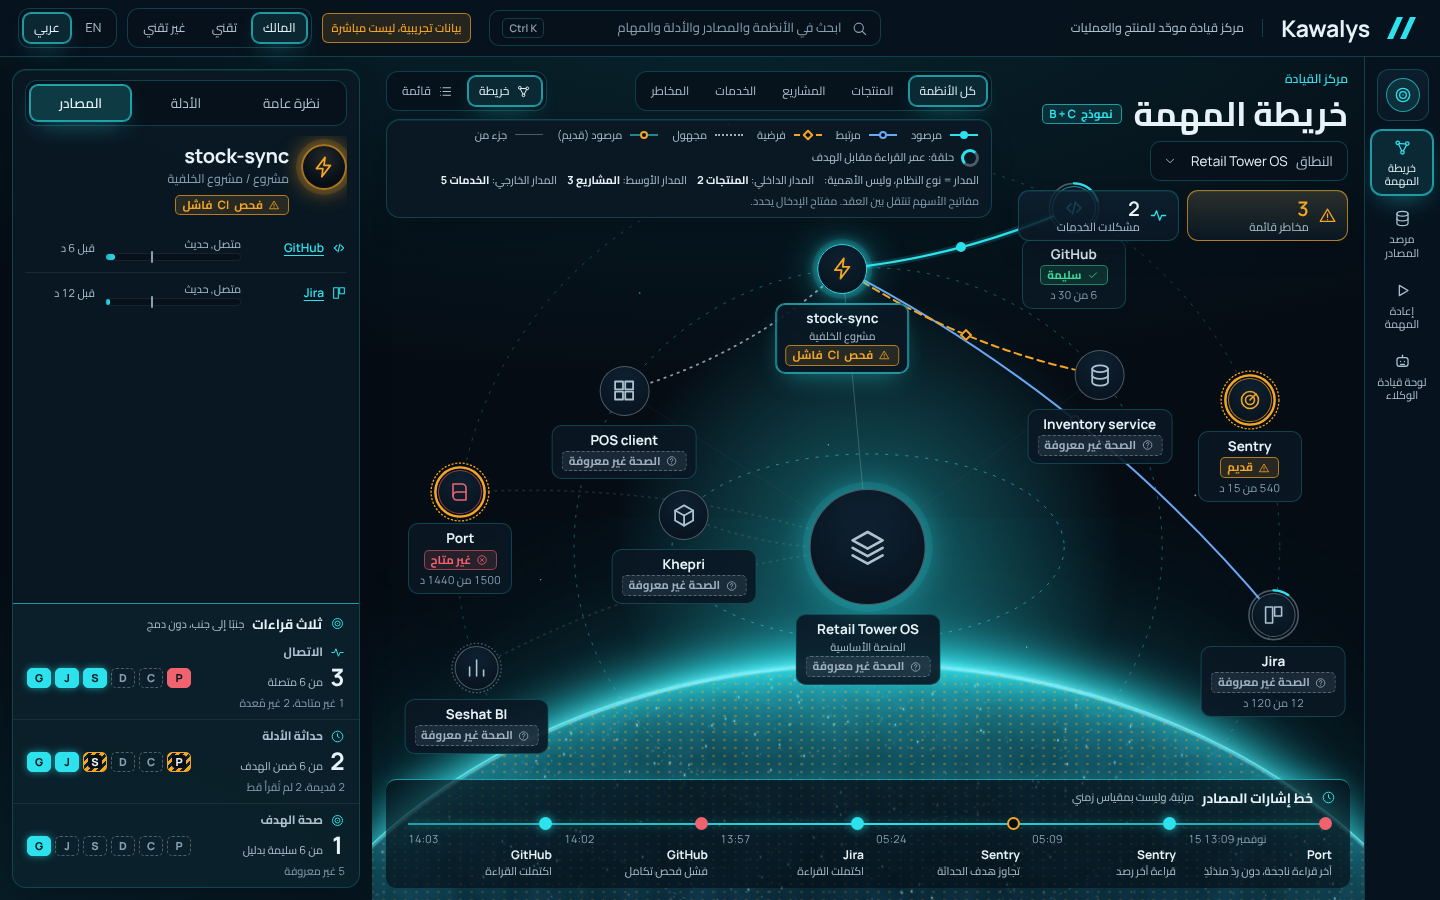 Kawalys
مركز قيادة موحّد للمنتج والعمليات
ابحث في الأنظمة والمصادر والأدلة والمهام
Ctrl K
بيانات تجريبية، ليست مباشرة
المالك
تقني
غير تقني
EN
عربي
خريطة المهمة
مرصد المصادر
إعادة المهمة
لوحة قيادة الوكلاء
مركز القيادة
خريطة المهمة
نموذج B+C
النطاق Retail Tower OS
3
مخاطر قائمة
2
مشكلات الخدمات
كل الأنظمة
المنتجات
المشاريع
الخدمات
المخاطر
خريطة
قائمة
مرصود
مرتبط
فرضية
مجهول
مرصود (قديم)
جزء من
حلقة: عمر القراءة مقابل الهدف
المدار = نوع النظام، وليس الأهمية: المدار الداخلي: المنتجات 2 المدار الأوسط: المشاريع 3 المدار الخارجي: الخدمات 5
مفاتيح الأسهم تنتقل بين العقد. مفتاح الإدخال يحدد.
GitHub
سليمة
6 من 30 د
stock-sync
مشروع الخلفية
فحص CI فاشل
Inventory service
الصحة غير معروفة
Sentry
قديم
540 من 15 د
POS client
الصحة غير معروفة
Port
غير متاح
1500 من 1440 د
Khepri
الصحة غير معروفة
Retail Tower OS
المنصة الأساسية
الصحة غير معروفة
Jira
الصحة غير معروفة
12 من 120 د
Seshat BI
الصحة غير معروفة
خط إشارات المصادر
مرتبة، وليست بمقياس زمني
15 نوفمبر 13:09
Port
آخر قراءة ناجحة، دون ردّ منذئذٍ
05:09
Sentry
قراءة آخر رصد
05:24
Sentry
تجاوز هدف الحداثة
13:57
Jira
اكتملت القراءة
14:02
GitHub
فشل فحص تكامل
14:03
GitHub
اكتملت القراءة
نظرة عامة
الأدلة
المصادر
stock-sync
مشروع / مشروع الخلفية
فحص CI فاشل
GitHub
متصل، حديث
قبل 6 د
Jira
متصل، حديث
قبل 12 د
ثلاث قراءات
جنبًا إلى جنب، دون دمج
الاتصال
3 من 6 متصلة
G J S D C P
1 غير متاحة، 2 غير مُعدة
حداثة الأدلة
2 من 6 ضمن الهدف
G J S D C P
2 قديمة، 2 لم تُقرأ قط
صحة الهدف
1 من 6 سليمة بدليل
G J S D C P
5 غير معروفة